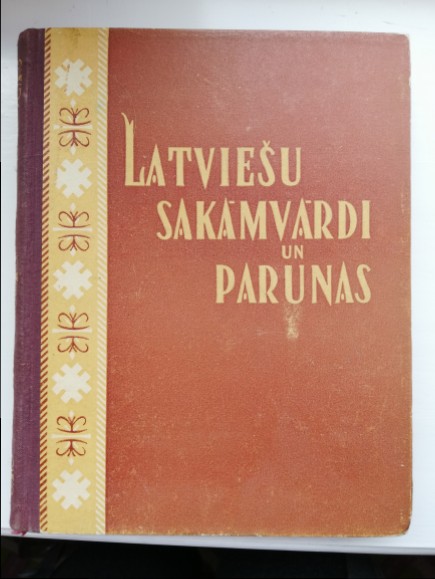 LATVIEŠU
SAKĀMVĀRDI
UN
PARUNAS